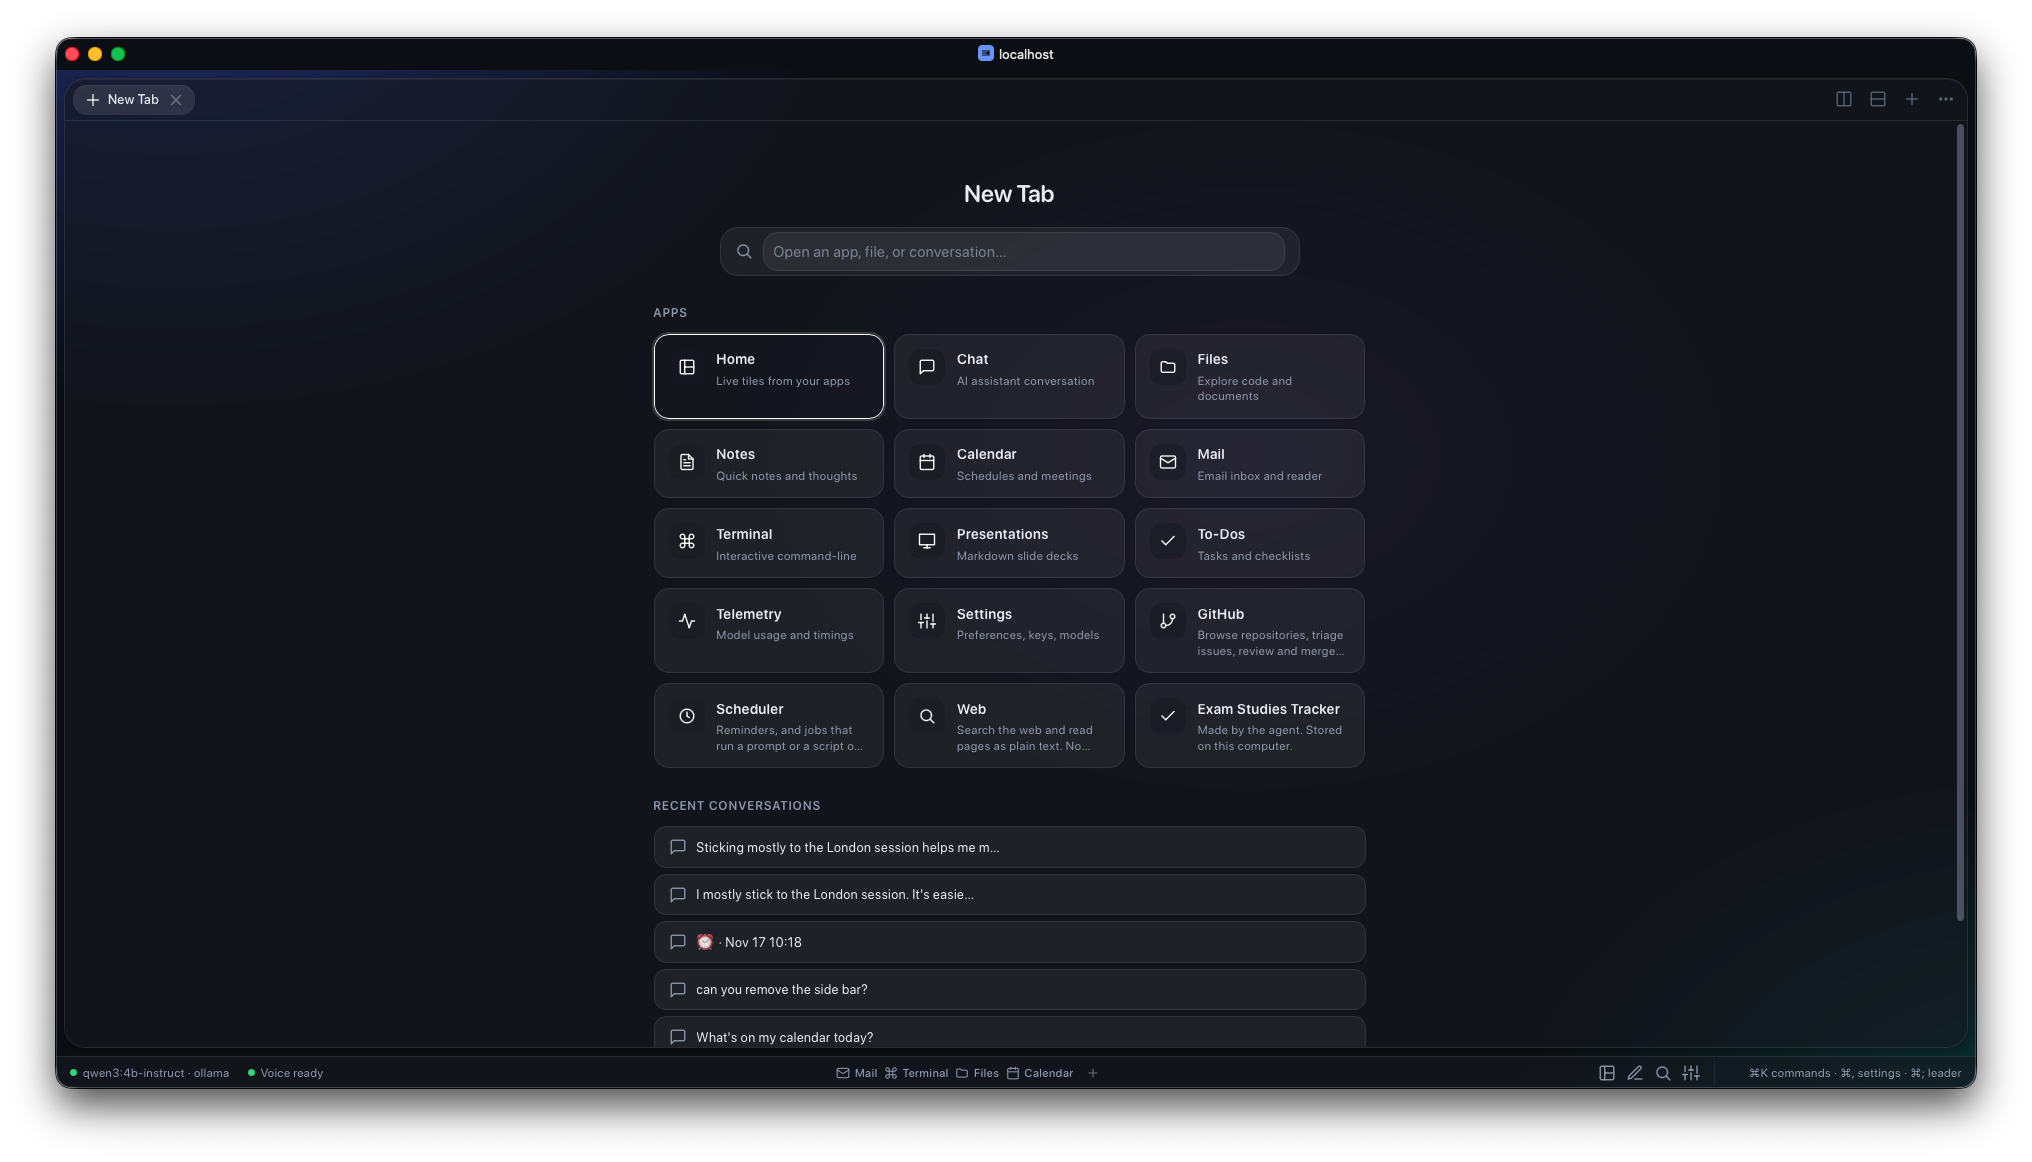 localhost
New Tab
New Tab
Open an app, file, or conversation...
APPS
Home
Live tiles from your apps
Chat
AI assistant conversation
Files
Explore code and
documents
Notes
Quick notes and thoughts
Calendar
Schedules and meetings
Mail
Email inbox and reader
Terminal
Interactive command-line
Presentations
Markdown slide decks
To-Dos
Tasks and checklists
Telemetry
Model usage and timings
Settings
Preferences, keys, models
GitHub
Browse repositories, triage
issues, review and merge...
Scheduler
Reminders, and jobs that
run a prompt or a script o...
Web
Search the web and read
pages as plain text. No...
Exam Studies Tracker
Made by the agent. Stored
on this computer.
RECENT CONVERSATIONS
Sticking mostly to the London session helps me m...
I mostly stick to the London session. It's easie...
⏰ · Nov 17 10:18
can you remove the side bar?
What's on my calendar today?
qwen3:4b-instruct · ollama Voice ready Mail Terminal Files Calendar ⌘K commands · ⌘, settings · ⌘; leader